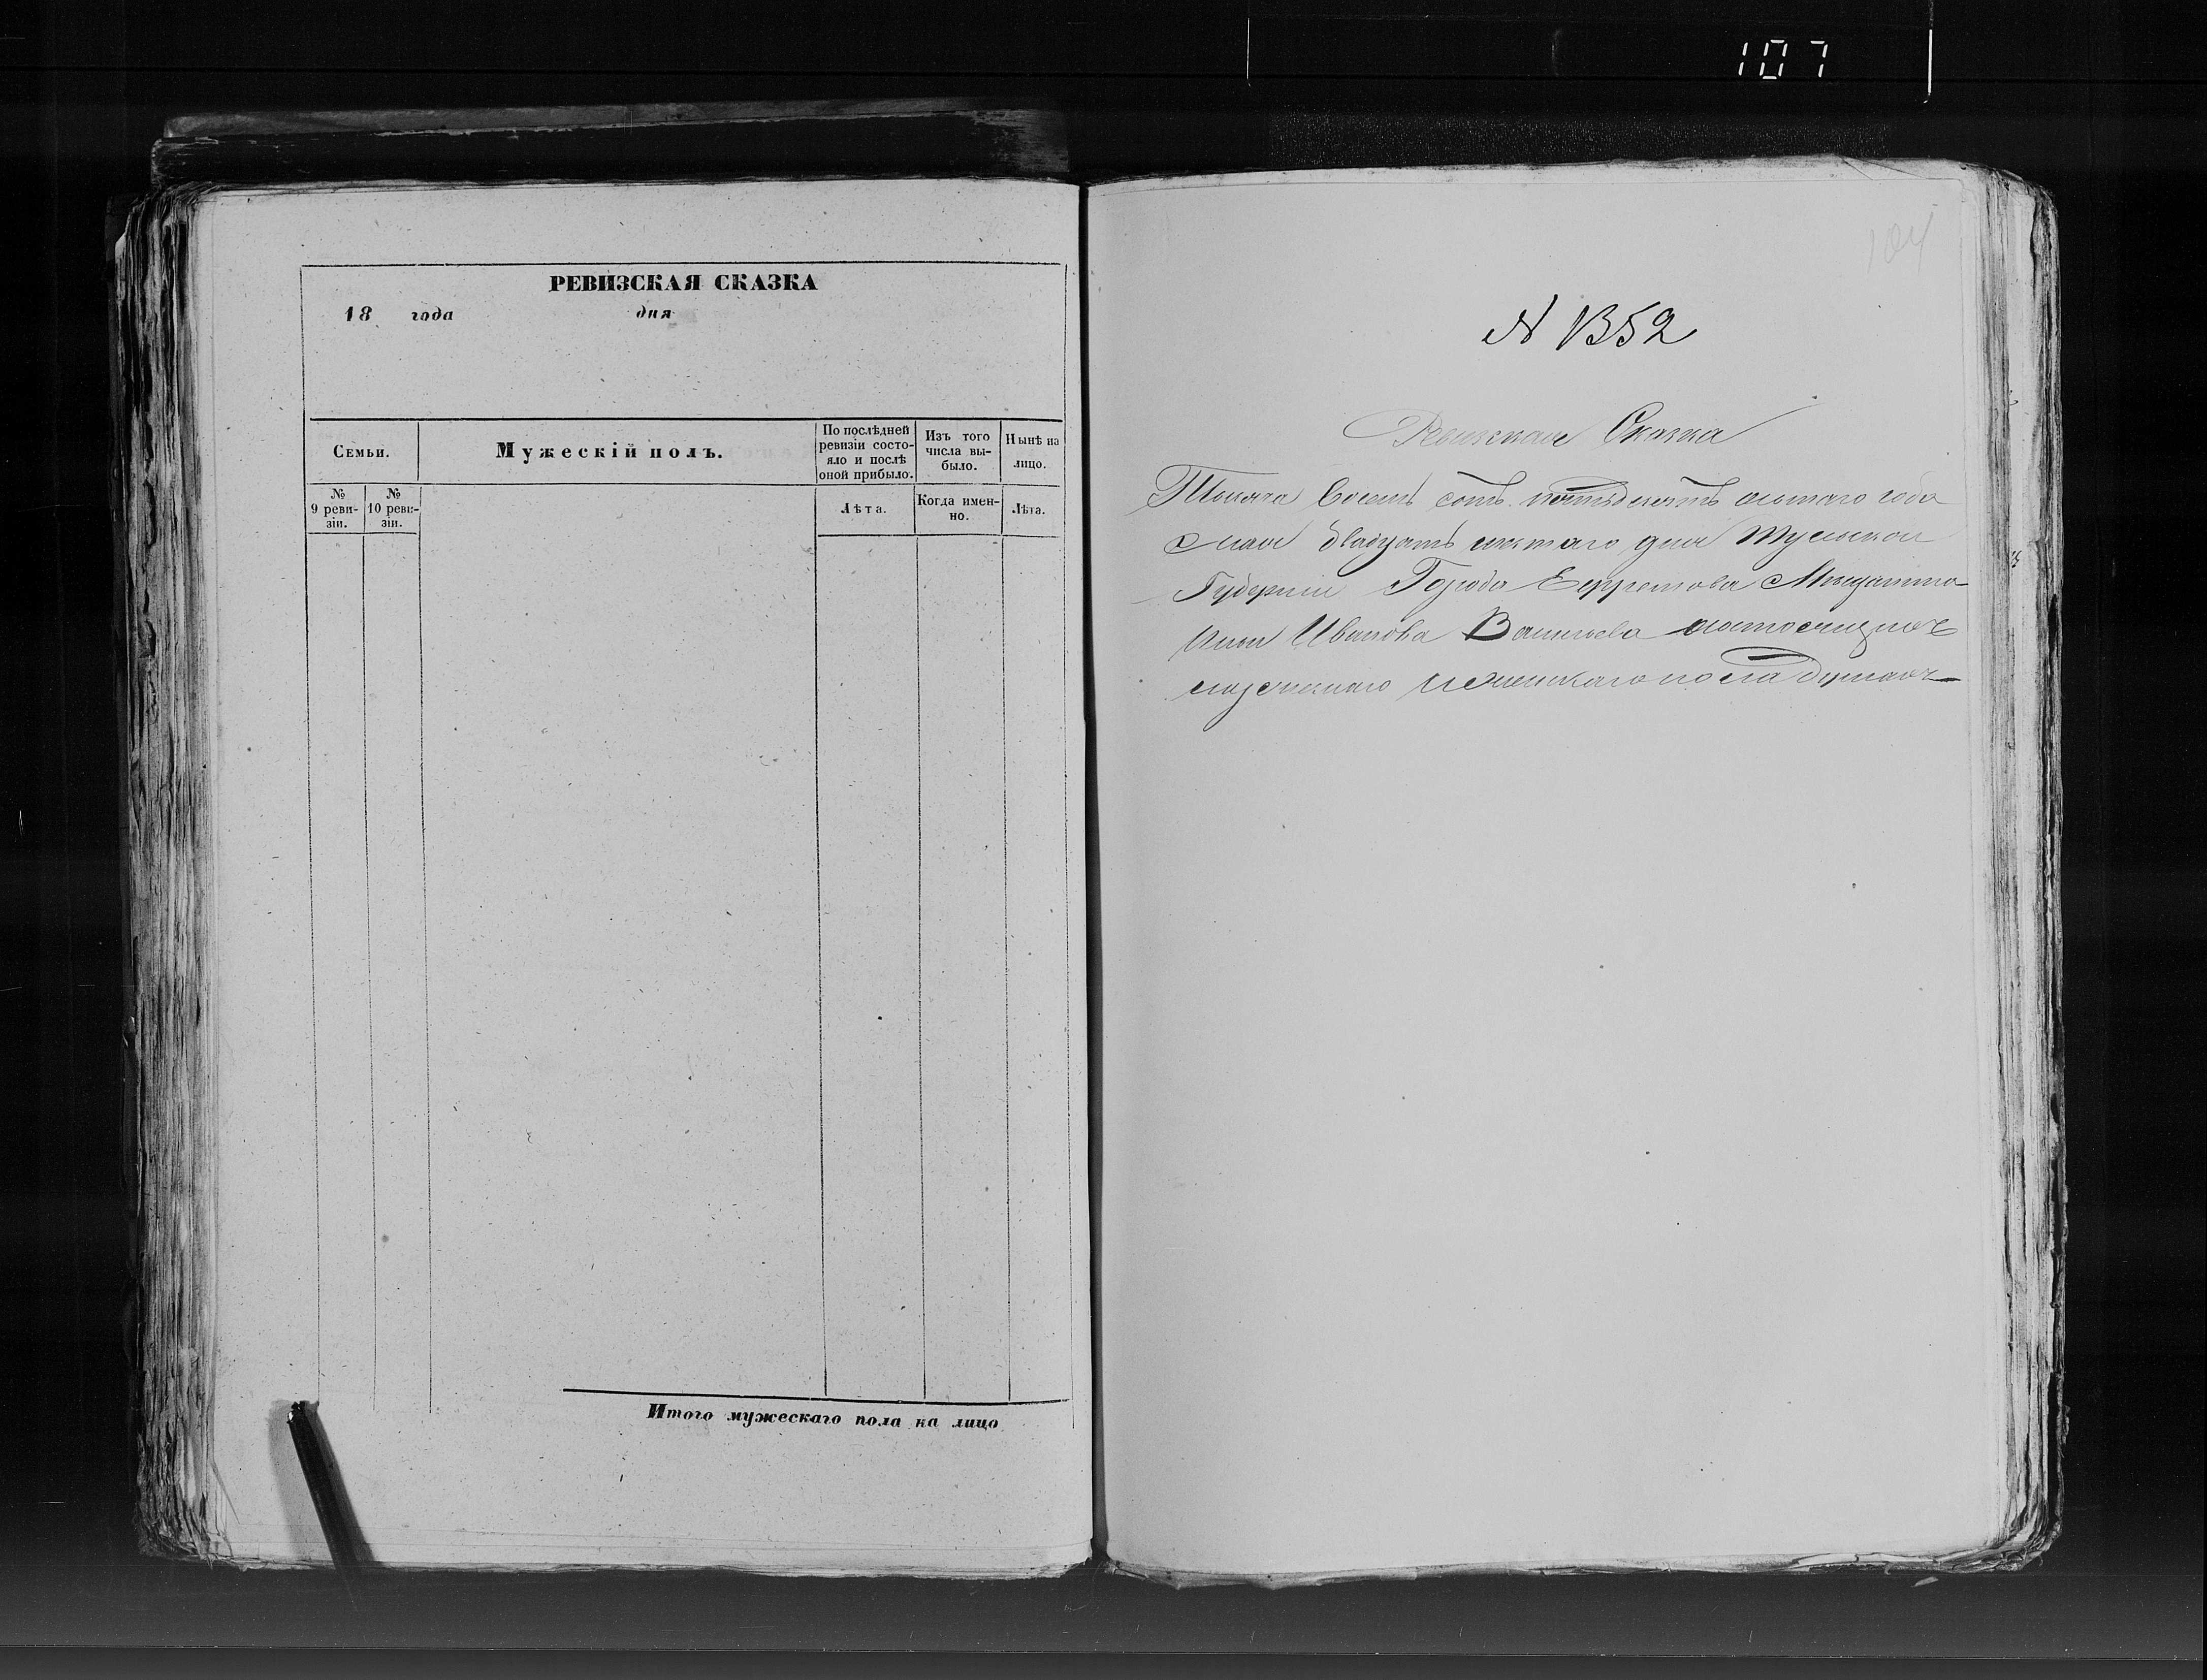 107
РЕВИЗСКАЯ СКАЗКА
18 года дня
Семьи.
Мужескій полъ.
По послѣдней ревизіи состояло и послѣ оной прибыло.
Изъ того числа выбыло.
Нынѣ на лицо.
№ 9 ревизіи.
№ 10 ревизіи.
Лѣта.
Когда именно.
Лѣта.
Итого мужескаго пола на лицо
104
№ 1352
Ревизская Сказка
Тысяча восемь сотъ пятьдесятъ осьмаго года
мая двадцать шестаго дня Тульской
Губерніи Города Ефремова Мѣщани
Ивана Васильева о состоящихъ
мужескаго и женскаго пола душахъ